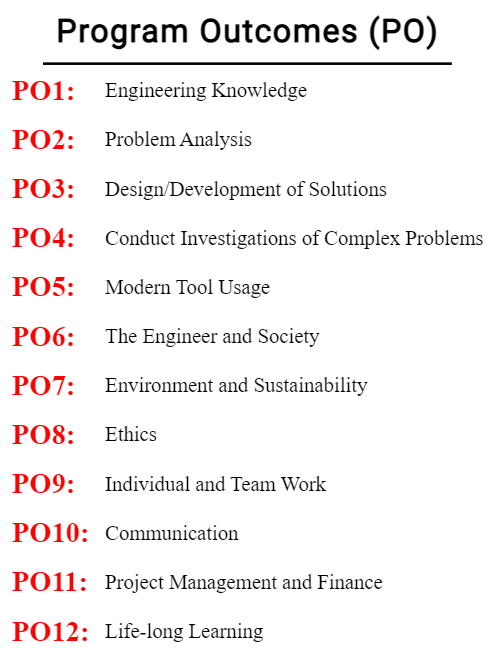 Program Outcomes (PO)
PO1: Engineering Knowledge
PO2: Problem Analysis
PO3: Design/Development of Solutions
PO4: Conduct Investigations of Complex Problems
PO5: Modern Tool Usage
PO6: The Engineer and Society
PO7: Environment and Sustainability
PO8: Ethics
PO9: Individual and Team Work
PO10: Communication
PO11: Project Management and Finance
PO12: Life-long Learning